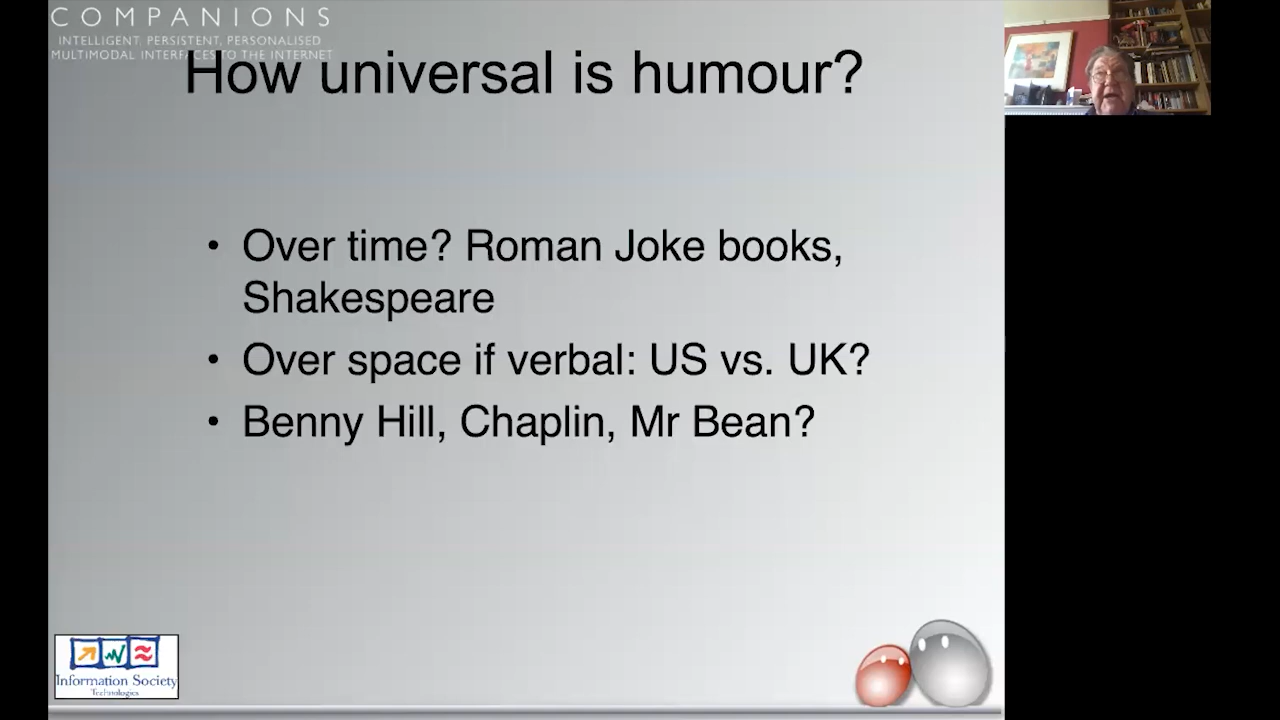 COMPANIONS
INTELLIGENT, PERSISTENT, PERSONALISED
MULTIMODAL INTERFACES TO THE INTERNET
How universal is humour?
• Over time? Roman Joke books,
Shakespeare
• Over space if verbal: US vs. UK?
• Benny Hill, Chaplin, Mr Bean?
Information Society
Technologies